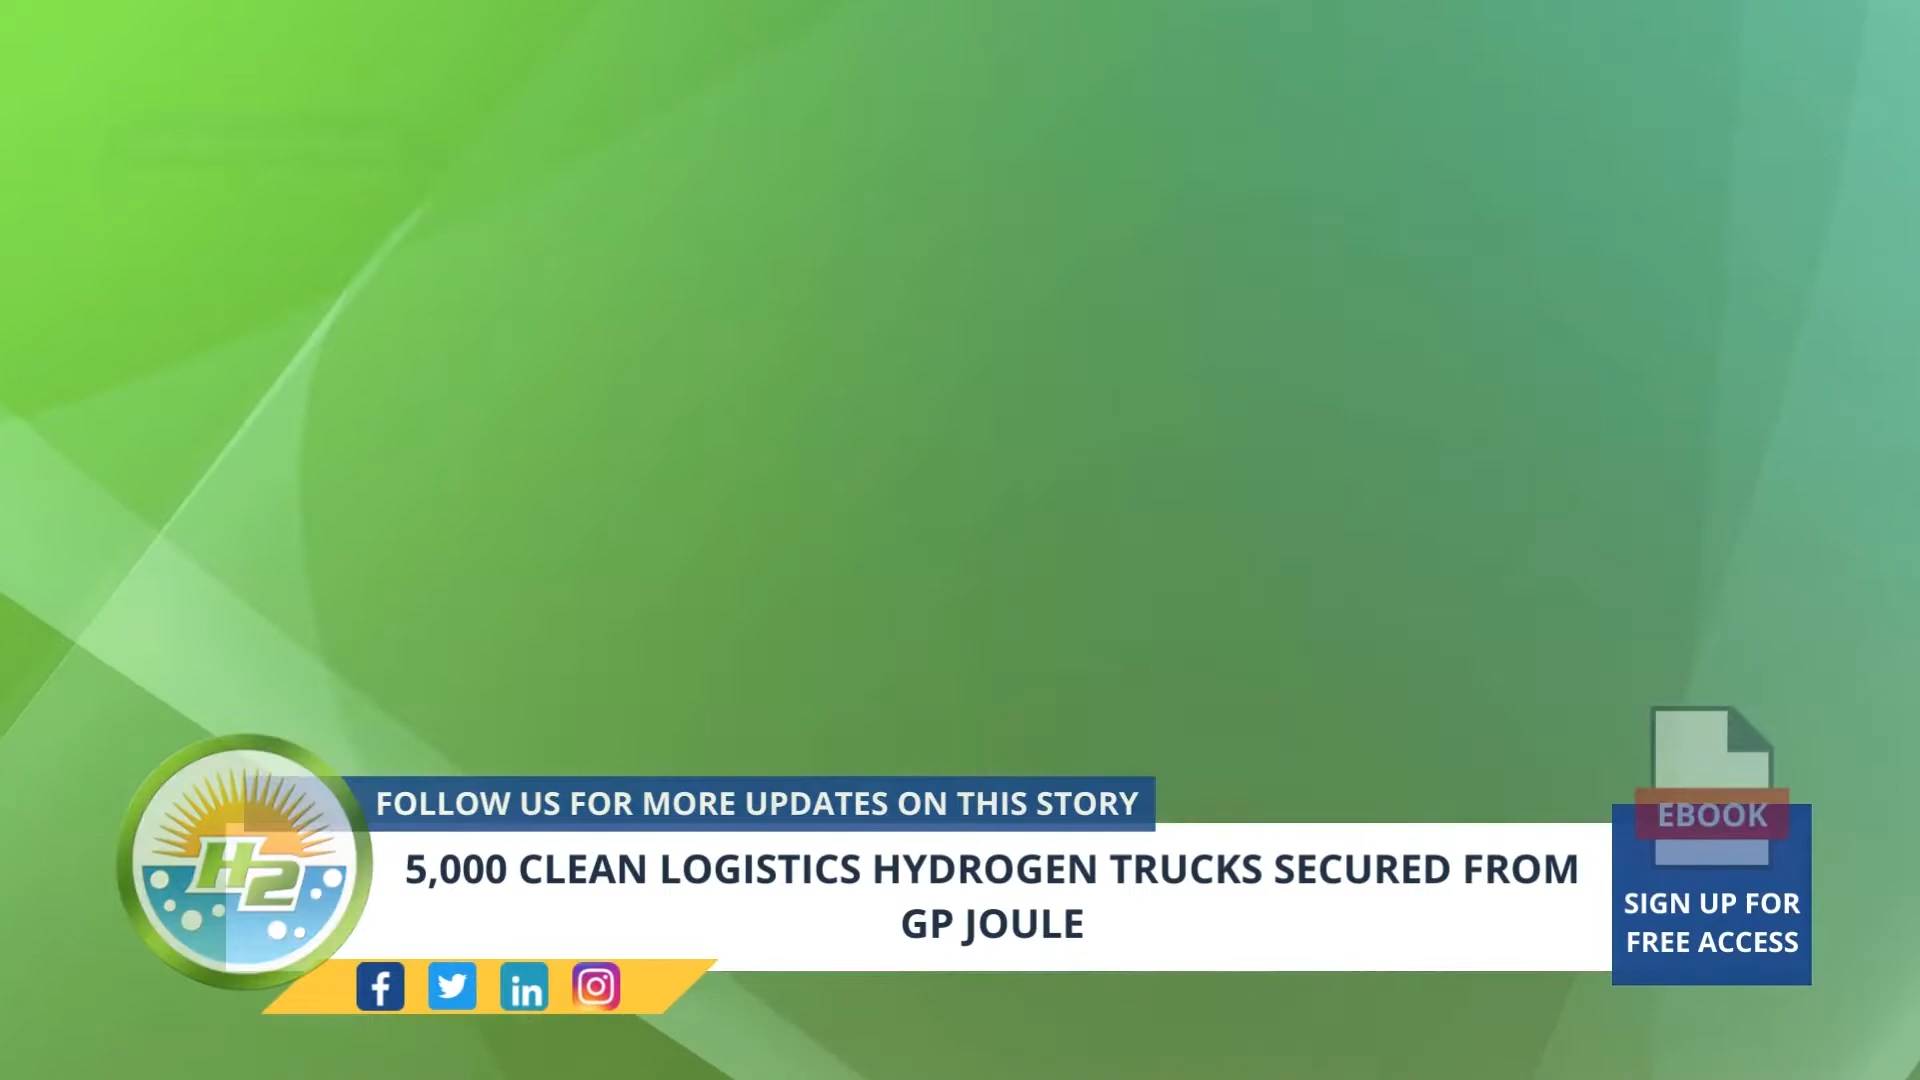 FOLLOW US FOR MORE UPDATES ON THIS STORY
H2
5,000 CLEAN LOGISTICS HYDROGEN TRUCKS SECURED FROM
GP JOULE
EBOOK
SIGN UP FOR
FREE ACCESS
f
in